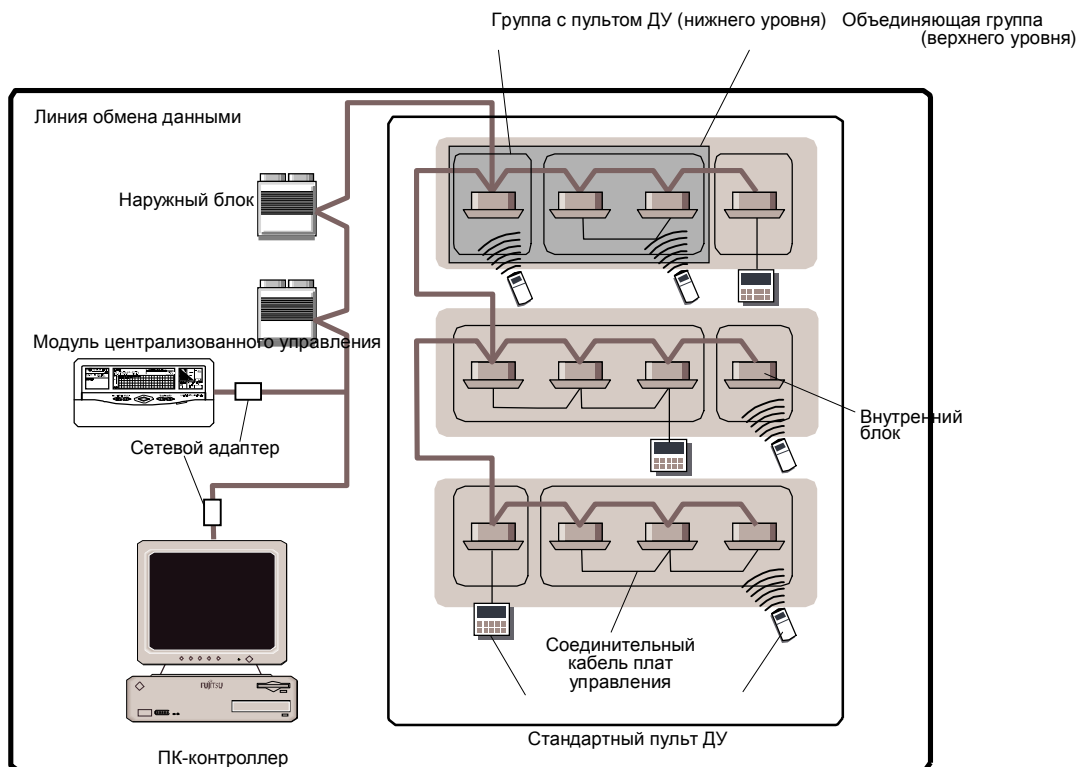 Группа с пультом ДУ (нижнего уровня)
Объединяющая группа
(верхнего уровня)
Линия обмена данными
Наружный блок
Модуль централизованного управления
Сетевой адаптер
Внутренний
блок
Соединительный
кабель плат
управления
FUJITSU
Стандартный пульт ДУ
ПК-контроллер